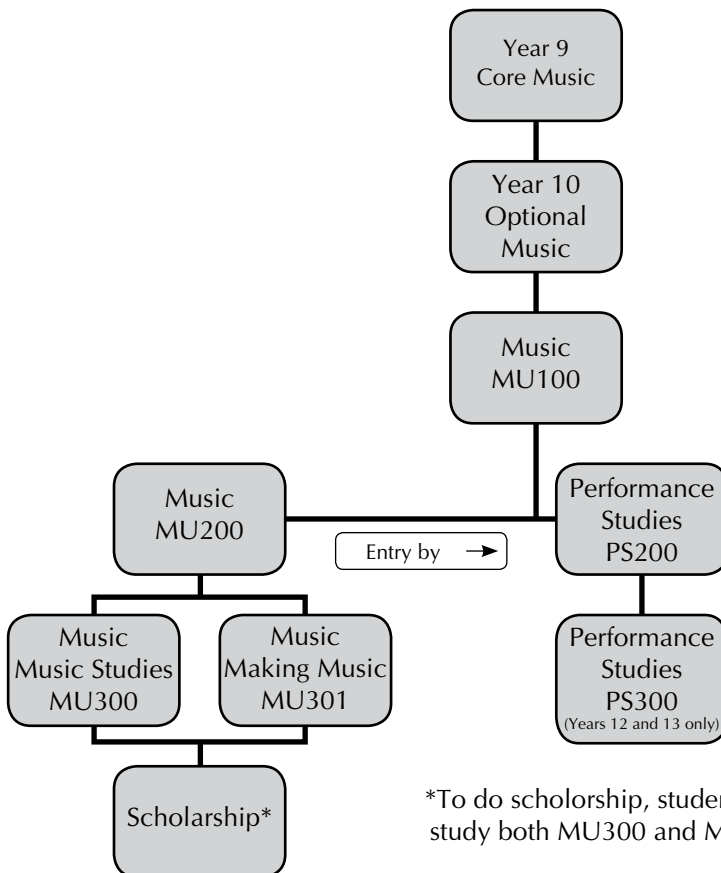 Year 9
Core Music
Year 10
Optional
Music
Music
MU100
Music
MU200
Entry by →
Performance
Studies
PS200
Music
Music Studies
MU300
Music
Making Music
MU301
Performance
Studies
PS300
(Years 12 and 13 only)
Scholarship*
*To do scholorship,
study both MU300 and